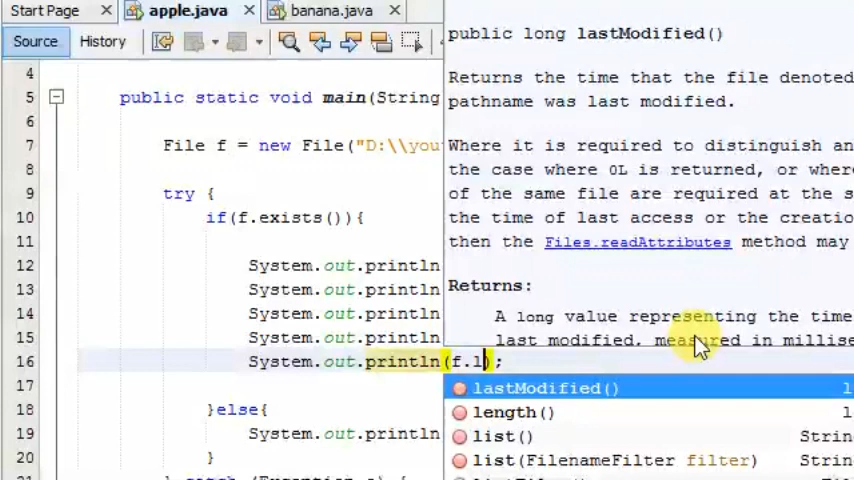 Start Page
apple.java
banana.java
Source
History
4
5 public static void main(String
6
7 File f = new File("D:\\you
8
9 try {
10 if(f.exists()){
11
12 System.out.println
13 System.out.println
14 System.out.println
15 System.out.println
16 System.out.println(f.l);
17
18 }else{
19 System.out.println
20 }
public long lastModified()
Returns the time that the file denoted
pathname was last modified.
Where it is required to distinguish an
the case where 0L is returned, or where
of the same file are required at the s
the time of last access or the creatio
then the Files.readAttributes method may
Returns:
A long value representing the time
last modified, measured in millise
lastModified() l
length() l
list() Strin
list(FilenameFilter filter) Strin